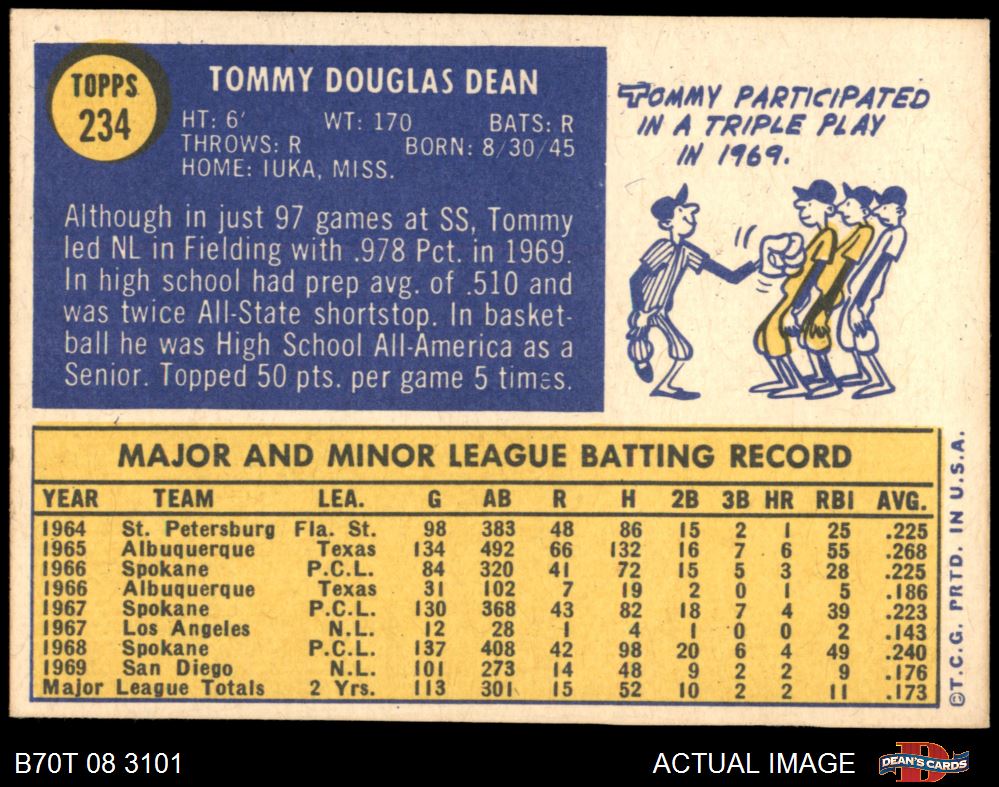 TOPPS
234
TOMMY DOUGLAS DEAN
HT: 6' WT: 170 BATS: R
THROWS: R BORN: 8/30/45
HOME: IUKA, MISS.
Although in just 97 games at SS, Tommy
led NL in Fielding with .978 Pct. in 1969.
In high school had prep avg. of .510 and
was twice All-State shortstop. In basket-
ball he was High School All-America as a
Senior. Topped 50 pts. per game 5 times.
TOMMY PARTICIPATED
IN A TRIPLE PLAY
IN 1969.
MAJOR AND MINOR LEAGUE BATTING RECORD
YEAR TEAM LEA. G AB R H 2B 3B HR RBI AVG.
1964 St. Petersburg Fla. St. 98 383 48 86 15 2 1 25 .225
1965 Albuquerque Texas 134 492 66 132 16 7 6 55 .268
1966 Spokane P.C.L. 84 320 41 72 15 5 3 28 .225
1966 Albuquerque Texas 31 102 7 19 2 0 1 5 .186
1967 Spokane P.C.L. 130 368 43 82 18 7 4 39 .223
1967 Los Angeles N.L. 12 28 1 4 1 0 0 2 .143
1968 Spokane P.C.L. 137 408 42 98 20 6 4 49 .240
1969 San Diego N.L. 101 273 14 48 9 2 2 9 .176
Major League Totals 2 Yrs. 113 301 15 52 10 2 2 11 .173
©T.C.G. PRTD. IN U.S.A.
B70T 08 3101
ACTUAL IMAGE
DEAN'S CARDS